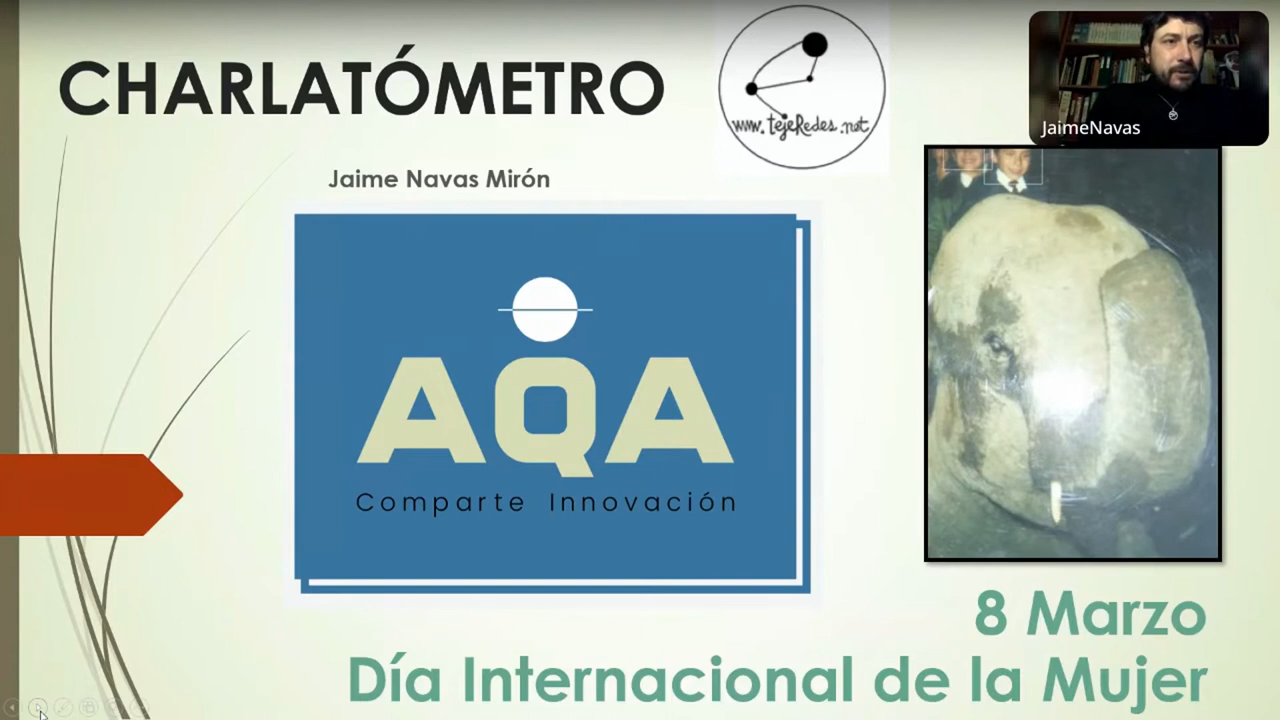 CHARLATÓMETRO
www.tejeRedes.net
JaimeNavas
Jaime Navas Mirón
AQA
Comparte Innovación
8 Marzo
Día Internacional de la Mujer